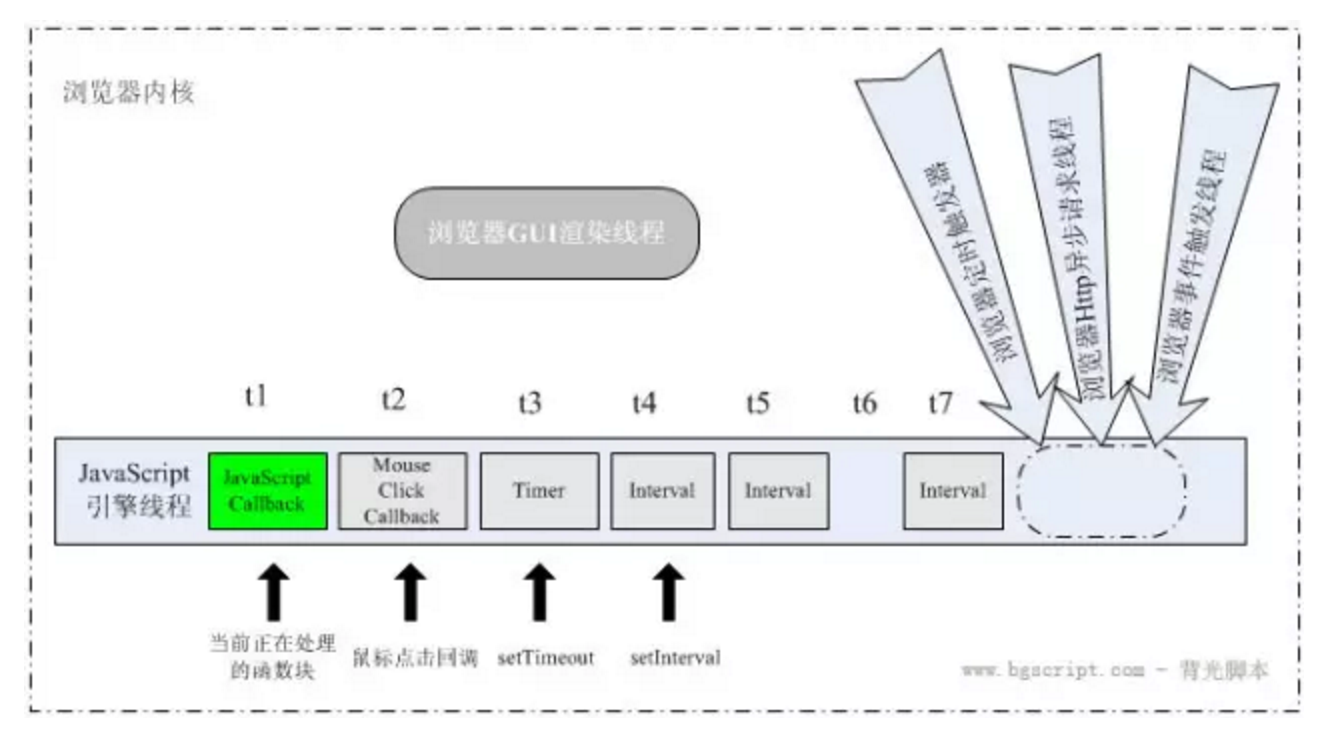 浏览器内核
浏览器GUI渲染线程
浏览器定时触发器
浏览器Http异步请求线程
浏览器事件触发线程
t1
t2
t3
t4
t5
t6
t7
JavaScript
引擎线程
JavaScript
Callback
Mouse
Click
Callback
Timer
Interval
Interval
Interval
当前正在处理
的函数块
鼠标点击回调
setTimeout
setInterval
www.bgscript.com - 背光脚本